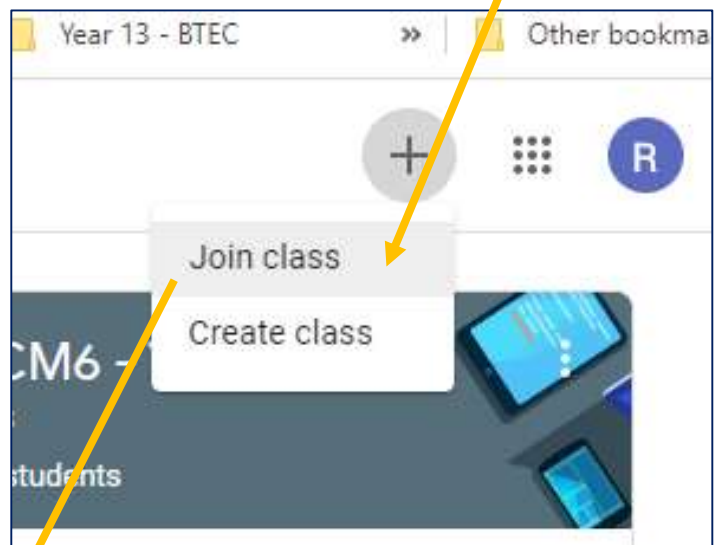 Year 13 - BTEC » Other bookma
+ R
Join class
Create class
CM6 -
students